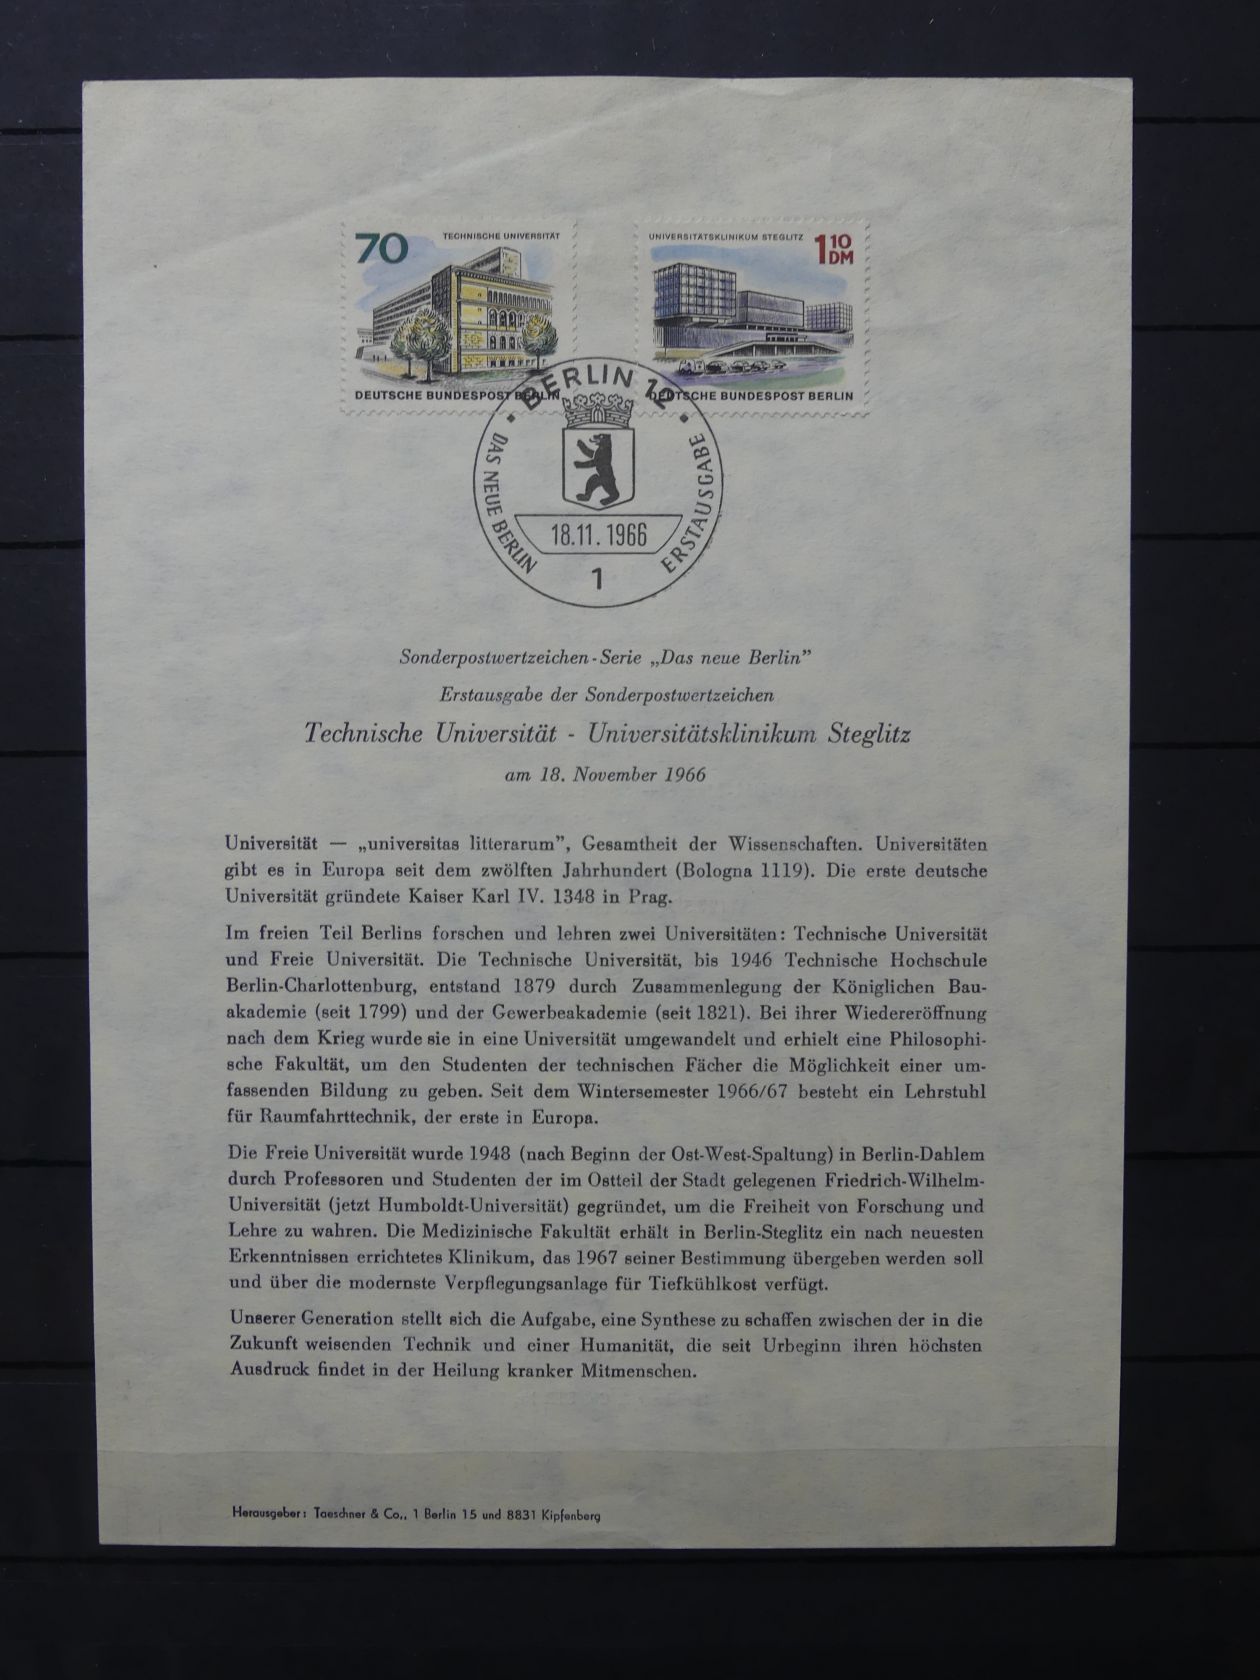 70
TECHNISCHE UNIVERSITÄT
DEUTSCHE BUNDESPOST BERLIN
UNIVERSITÄTSKLINIKUM STEGLITZ
1 10 DM
DEUTSCHE BUNDESPOST BERLIN
BERLIN 12
DAS NEUE BERLIN
ERSTAUSGABE
18.11.1966
1
Sonderpostwertzeichen-Serie „Das neue Berlin”
Erstausgabe der Sonderpostwertzeichen
Technische Universität - Universitätsklinikum Steglitz
am 18. November 1966
Universität — „universitas litterarum”, Gesamtheit der Wissenschaften. Universitäten
gibt es in Europa seit dem zwölften Jahrhundert (Bologna 1119). Die erste deutsche
Universität gründete Kaiser Karl IV. 1348 in Prag.
Im freien Teil Berlins forschen und lehren zwei Universitäten: Technische Universität
und Freie Universität. Die Technische Universität, bis 1946 Technische Hochschule
Berlin-Charlottenburg, entstand 1879 durch Zusammenlegung der Königlichen Bau-
akademie (seit 1799) und der Gewerbeakademie (seit 1821). Bei ihrer Wiedereröffnung
nach dem Krieg wurde sie in eine Universität umgewandelt und erhielt eine Philosophi-
sche Fakultät, um den Studenten der technischen Fächer die Möglichkeit einer um-
fassenden Bildung zu geben. Seit dem Wintersemester 1966/67 besteht ein Lehrstuhl
für Raumfahrttechnik, der erste in Europa.
Die Freie Universität wurde 1948 (nach Beginn der Ost-West-Spaltung) in Berlin-Dahlem
durch Professoren und Studenten der im Ostteil der Stadt gelegenen Friedrich-Wilhelm-
Universität (jetzt Humboldt-Universität) gegründet, um die Freiheit von Forschung und
Lehre zu wahren. Die Medizinische Fakultät erhält in Berlin-Steglitz ein nach neuesten
Erkenntnissen errichtetes Klinikum, das 1967 seiner Bestimmung übergeben werden soll
und über die modernste Verpflegungsanlage für Tiefkühlkost verfügt.
Unserer Generation stellt sich die Aufgabe, eine Synthese zu schaffen zwischen der in die
Zukunft weisenden Technik und einer Humanität, die seit Urbeginn ihren höchsten
Ausdruck findet in der Heilung kranker Mitmenschen.
Herausgeber: Taeschner & Co., 1 Berlin 15 und 8831 Kipfenberg